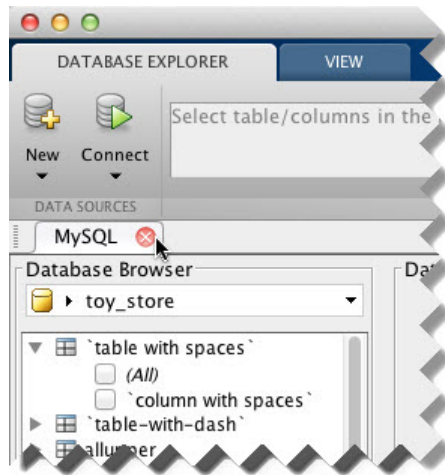 DATABASE EXPLORER
VIEW
New
Connect
Select table/columns in the
DATA SOURCES
MySQL
Database Browser
toy_store
`table with spaces`
(All)
`column with spaces`
`table-with-dash`